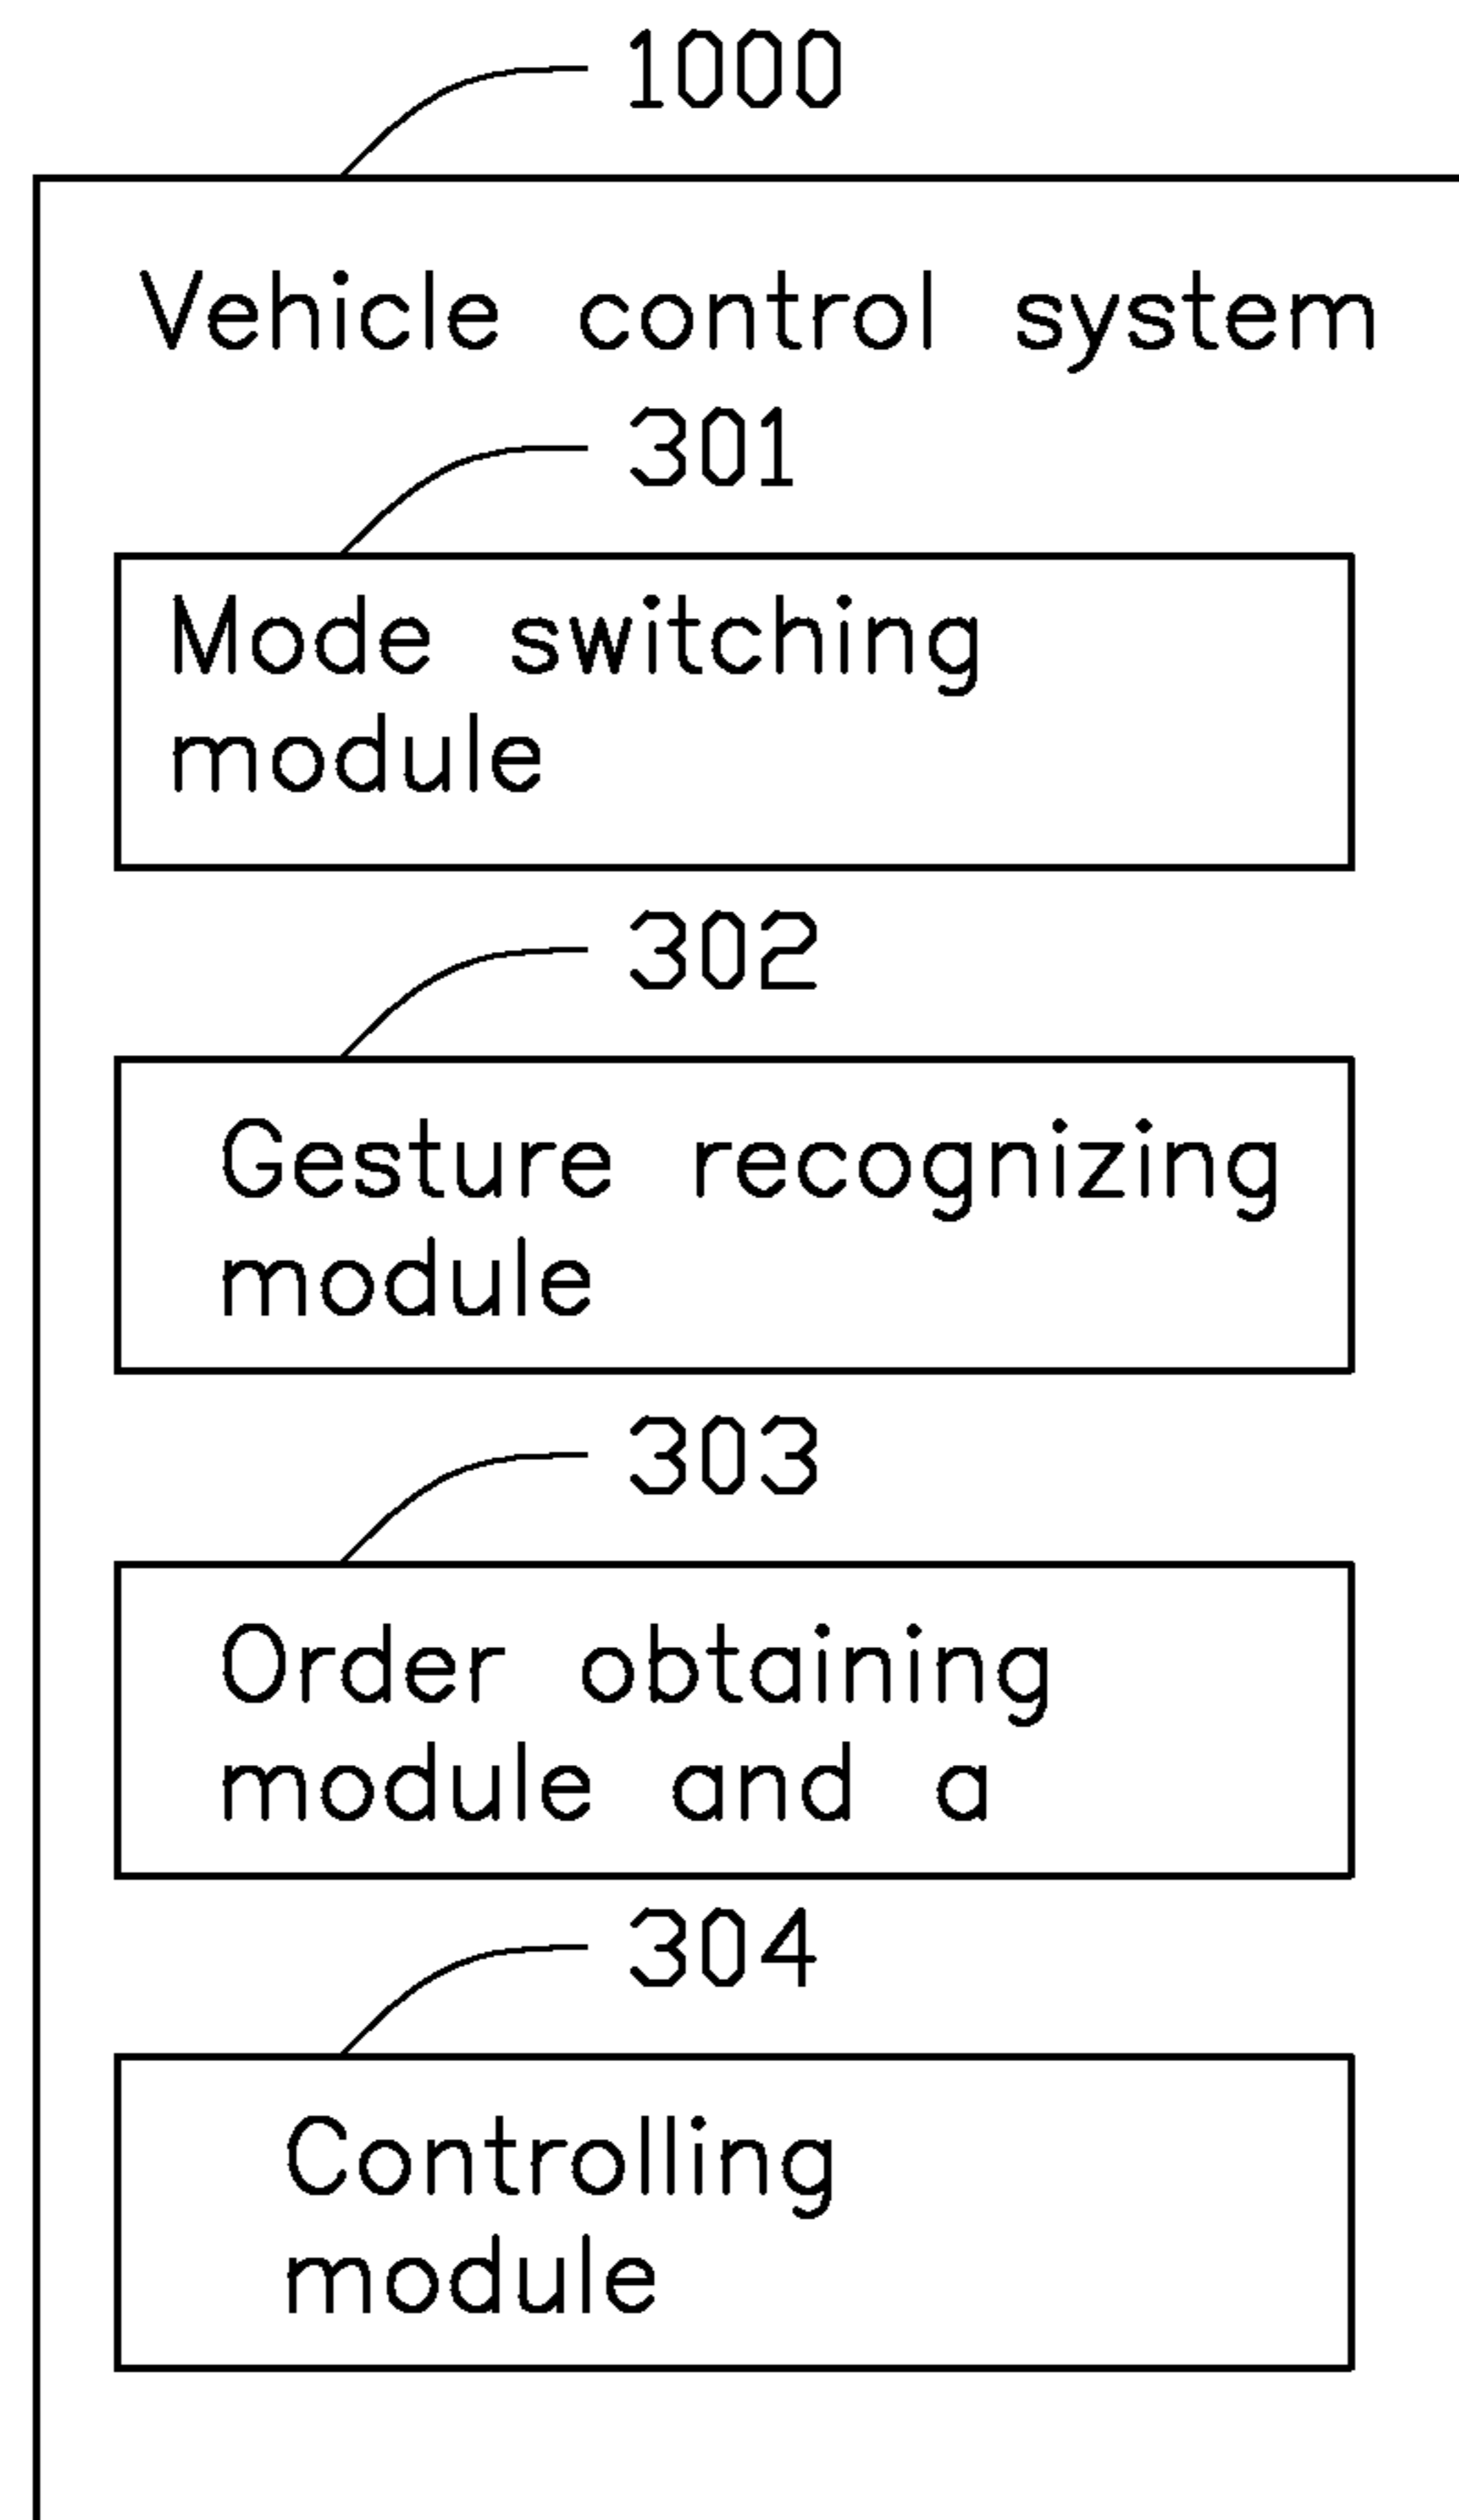 1000
Vehicle control system
301
Mode switching
module
302
Gesture recognizing
module
303
Order obtaining
module and a
304
Controlling
module